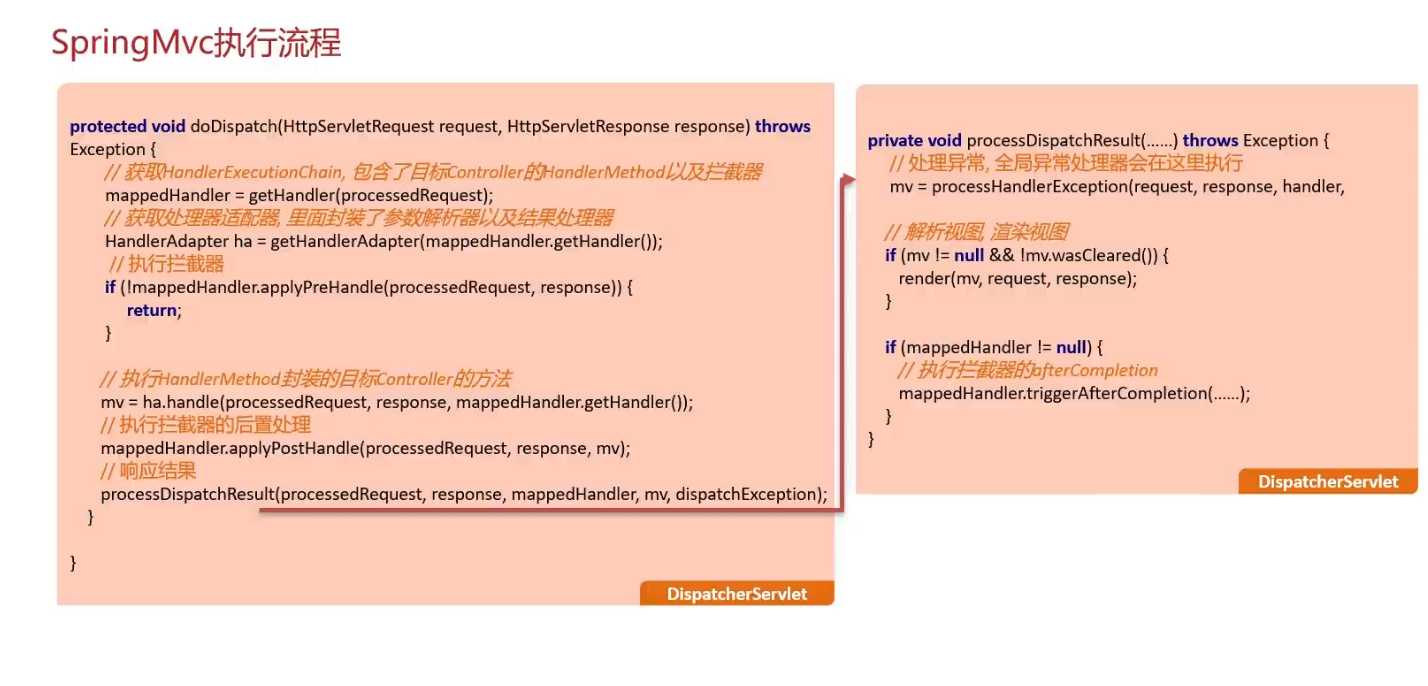 SpringMvc执行流程
protected void doDispatch(HttpServletRequest request, HttpServletResponse response) throws
Exception {
// 获取HandlerExecutionChain, 包含了目标Controller的HandlerMethod以及拦截器
mappedHandler = getHandler(processedRequest);
// 获取处理器适配器, 里面封装了参数解析器以及结果处理器
HandlerAdapter ha = getHandlerAdapter(mappedHandler.getHandler());
// 执行拦截器
if (!mappedHandler.applyPreHandle(processedRequest, response)) {
return;
}
// 执行HandlerMethod封装的目标Controller的方法
mv = ha.handle(processedRequest, response, mappedHandler.getHandler());
// 执行拦截器的后置处理
mappedHandler.applyPostHandle(processedRequest, response, mv);
// 响应结果
processDispatchResult(processedRequest, response, mappedHandler, mv, dispatchException);
}
}
DispatcherServlet
private void processDispatchResult(......) throws Exception {
// 处理异常, 全局异常处理器会在这里执行
mv = processHandlerException(request, response, handler,
// 解析视图, 渲染视图
if (mv != null && !mv.wasCleared()) {
render(mv, request, response);
}
if (mappedHandler != null) {
// 执行拦截器的afterCompletion
mappedHandler.triggerAfterCompletion(......);
}
}
DispatcherServlet